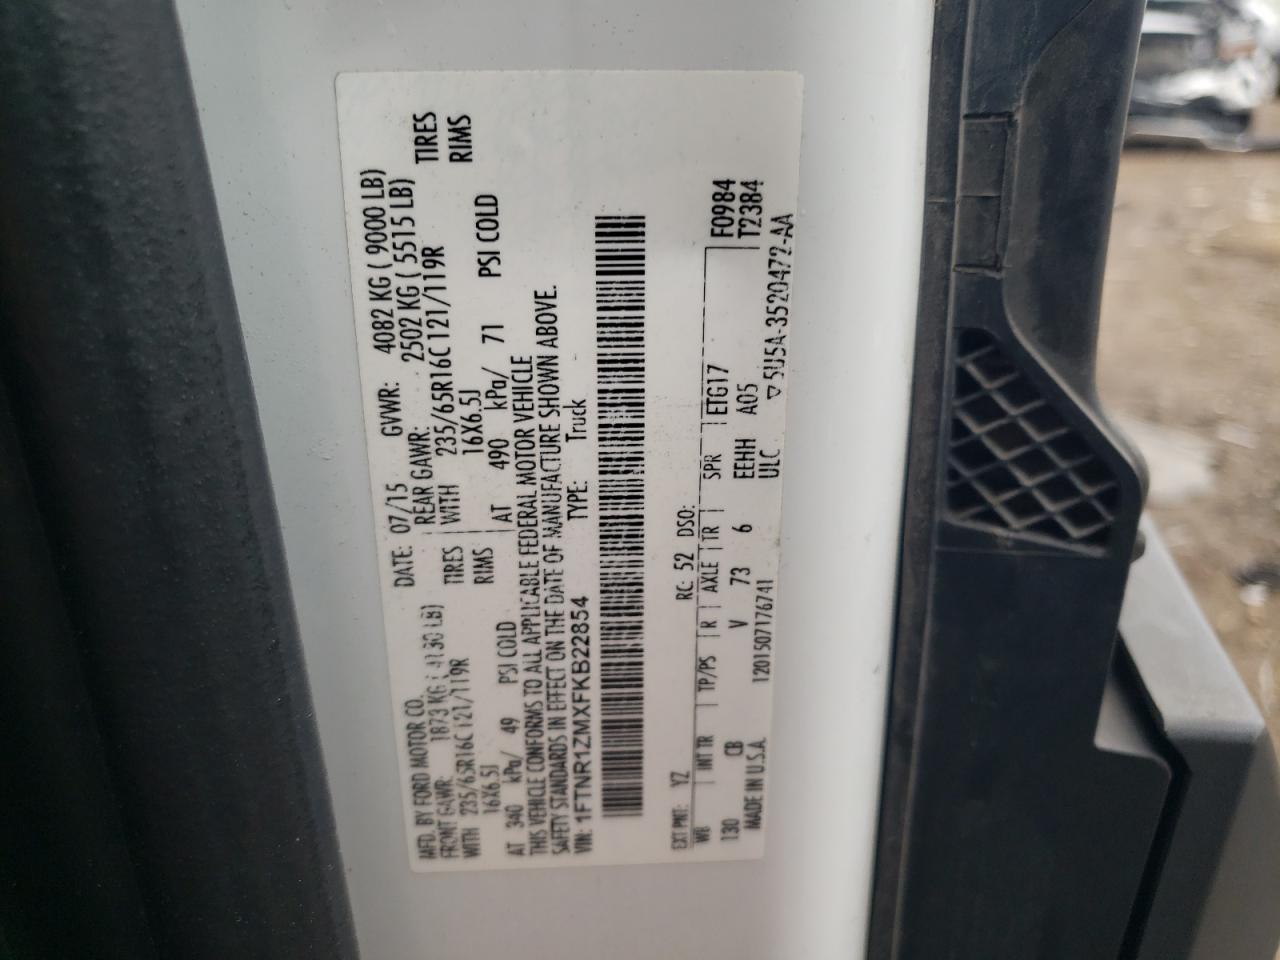 MFD. BY FORD MOTOR CO.
DATE: 07/15 GVWR: 4082 KG ( 9000 LB)
FRONT GAWR: 1873 KG ( 4130 LB) REAR GAWR: 2502 KG ( 5515 LB)
WITH 235/65R16C 121/119R TIRES WITH 235/65R16C 121/119R TIRES
16X6.5J RIMS 16X6.5J RIMS
AT 340 kPa/ 49 PSI COLD AT 490 kPa/ 71 PSI COLD
THIS VEHICLE CONFORMS TO ALL APPLICABLE FEDERAL MOTOR VEHICLE
SAFETY STANDARDS IN EFFECT ON THE DATE OF MANUFACTURE SHOWN ABOVE.
VIN: 1FTNR1ZMXFKB22854 TYPE: Truck
EXT PNT: YZ RC: 52 DSO:
WB INT TR TP/PS R AXLE TR SPR ETG17 F0984
130 CB V 73 6 EEHH A05 T2384
MADE IN U.S.A. 1201507176741 ULC ▽ 5U5A-3520472-AA